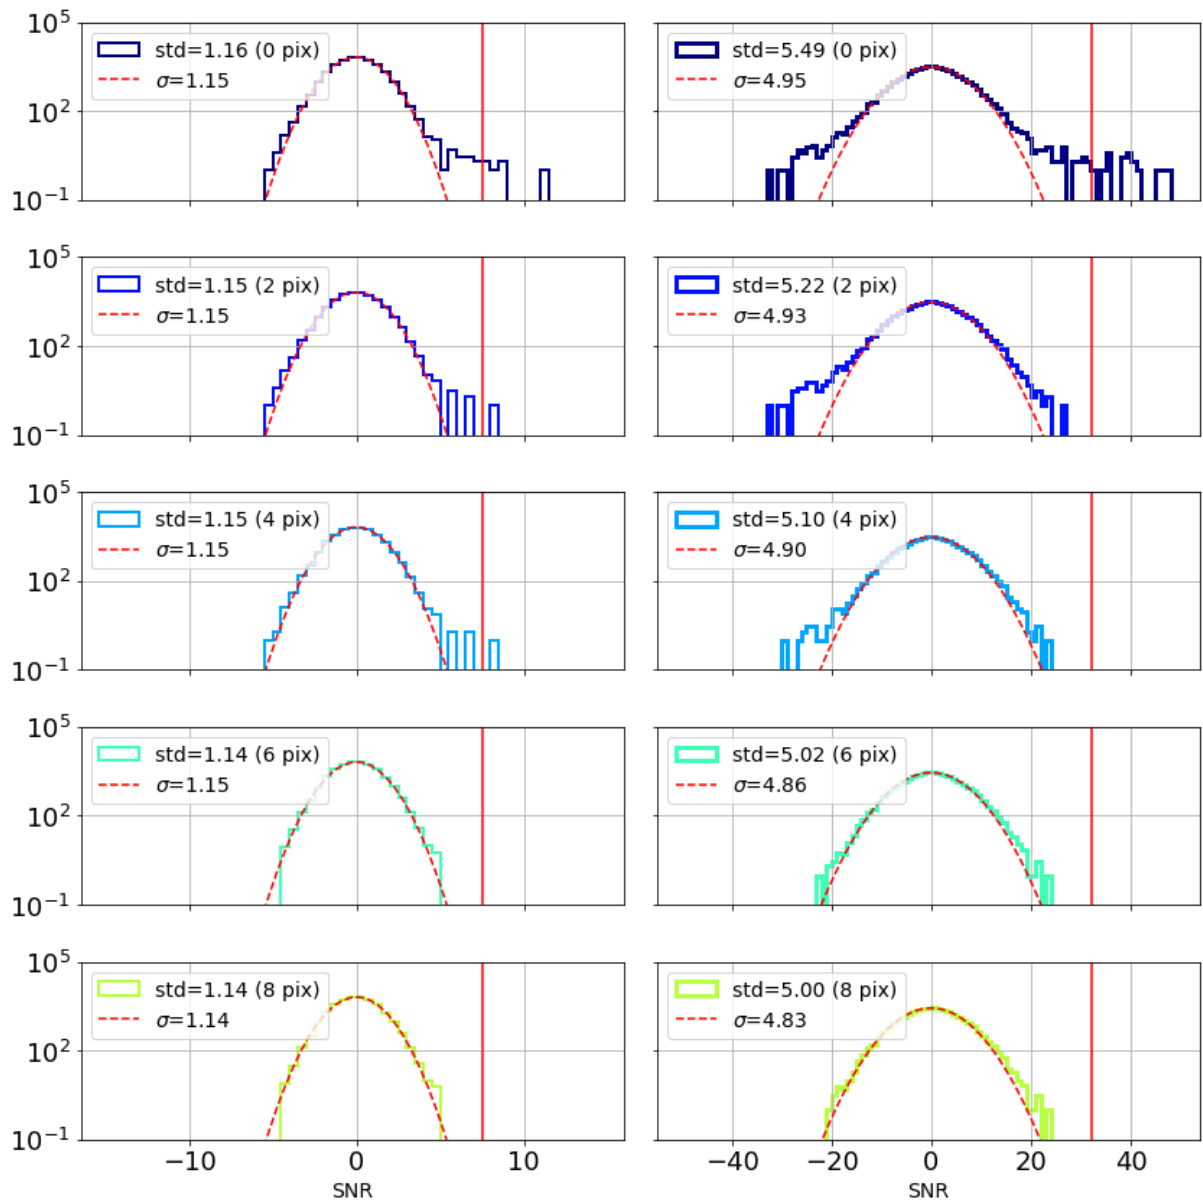 10^5
10^2
10^-1
std=1.16 (0 pix)
σ=1.15
std=5.49 (0 pix)
σ=4.95
10^5
10^2
10^-1
std=1.15 (2 pix)
σ=1.15
std=5.22 (2 pix)
σ=4.93
10^5
10^2
10^-1
std=1.15 (4 pix)
σ=1.15
std=5.10 (4 pix)
σ=4.90
10^5
10^2
10^-1
std=1.14 (6 pix)
σ=1.15
std=5.02 (6 pix)
σ=4.86
10^5
10^2
10^-1
std=1.14 (8 pix)
σ=1.14
std=5.00 (8 pix)
σ=4.83
−10 0 10
SNR
−40 −20 0 20 40
SNR